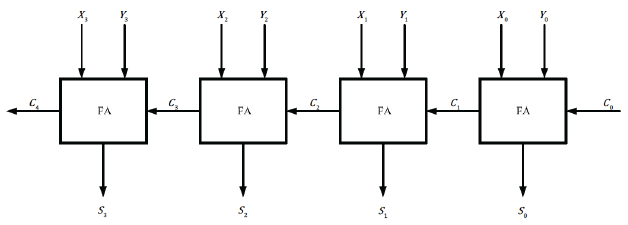 X₃ Y₃ X₂ Y₂ X₁ Y₁ X₀ Y₀
C₄ FA C₃ FA C₂ FA C₁ FA C₀
S₃ S₂ S₁ S₀